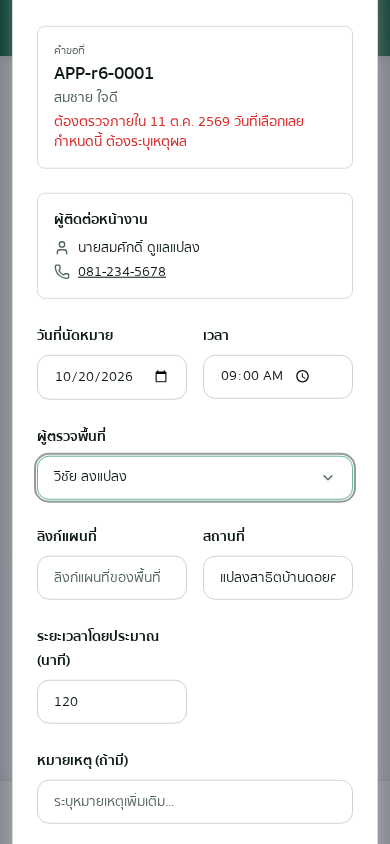 คำขอที่
APP-r6-0001
สมชาย ใจดี
ต้องตรวจภายใน 11 ต.ค. 2569 วันที่เลือกเลย
กำหนดนี้ ต้องระบุเหตุผล
ผู้ติดต่อหน้างาน
นายสมศักดิ์ ดูแลแปลง
081-234-5678
วันที่นัดหมาย เวลา
10/20/2026 09:00 AM
ผู้ตรวจพื้นที่
วิชัย ลงแปลง
ลิงก์แผนที่ สถานที่
ลิงก์แผนที่ของพื้นที่ แปลงสาธิตบ้านดอย
ระยะเวลาโดยประมาณ
(นาที)
120
หมายเหตุ (ถ้ามี)
ระบุหมายเหตุเพิ่มเติม...